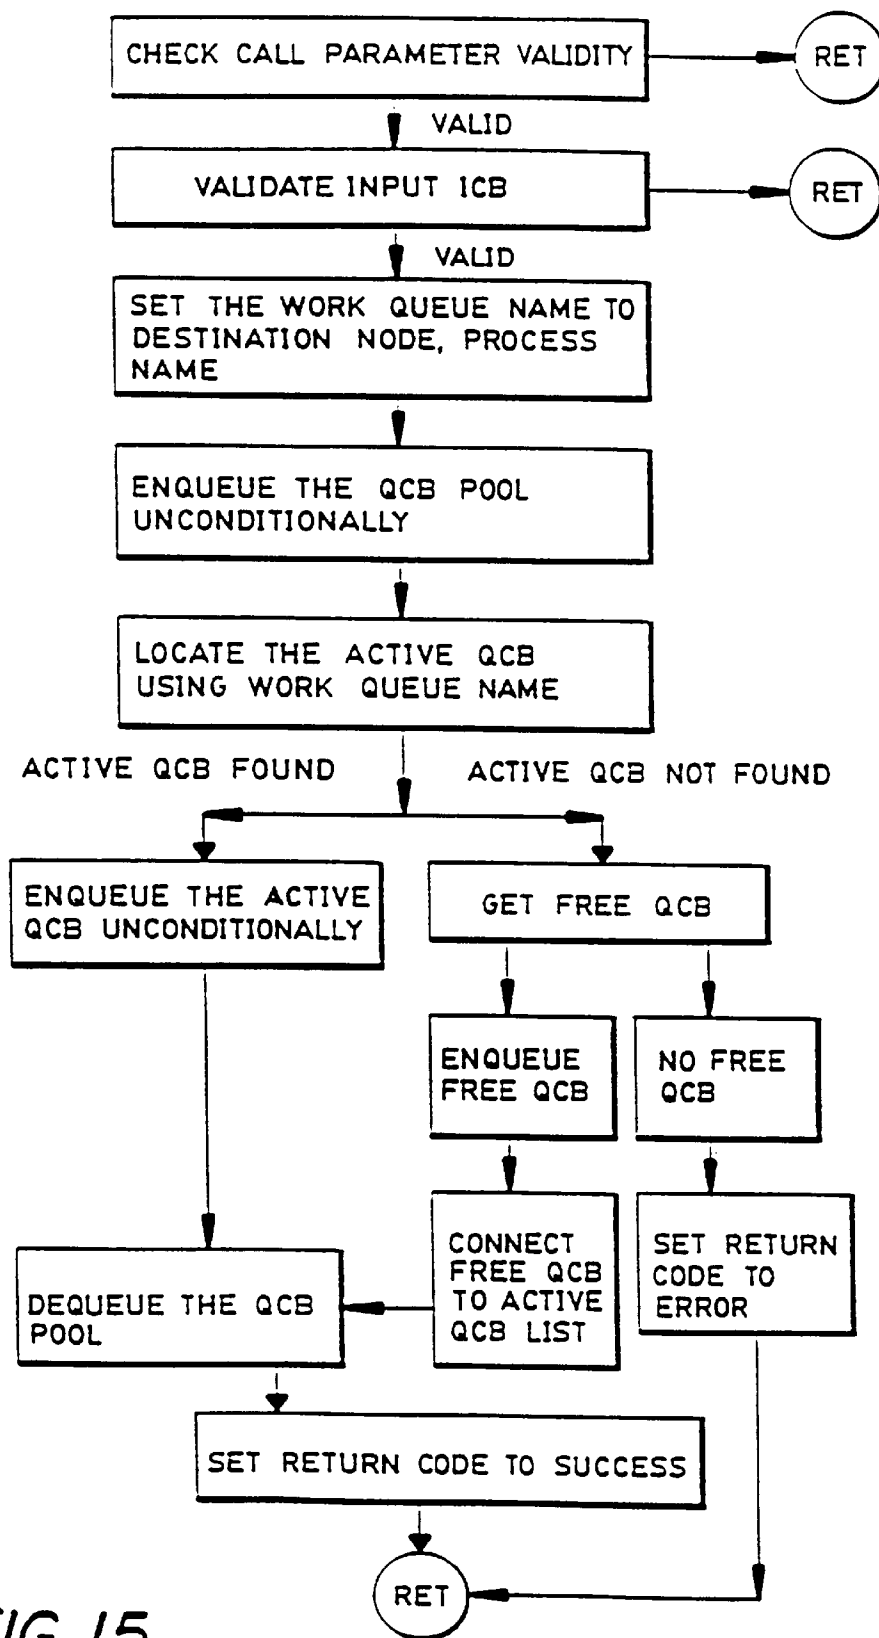 CHECK CALL PARAMETER VALIDITY
RET
VALID
VALIDATE INPUT ICB
RET
VALID
SET THE WORK QUEUE NAME TO
DESTINATION NODE, PROCESS
NAME
ENQUEUE THE QCB POOL
UNCONDITIONALLY
LOCATE THE ACTIVE QCB
USING WORK QUEUE NAME
ACTIVE QCB FOUND
ACTIVE QCB NOT FOUND
ENQUEUE THE ACTIVE
QCB UNCONDITIONALLY
GET FREE QCB
ENQUEUE
FREE QCB
NO FREE
QCB
CONNECT
FREE QCB
TO ACTIVE
QCB LIST
SET RETURN
CODE TO
ERROR
DEQUEUE THE QCB
POOL
SET RETURN CODE TO SUCCESS
RET
FIG. 15